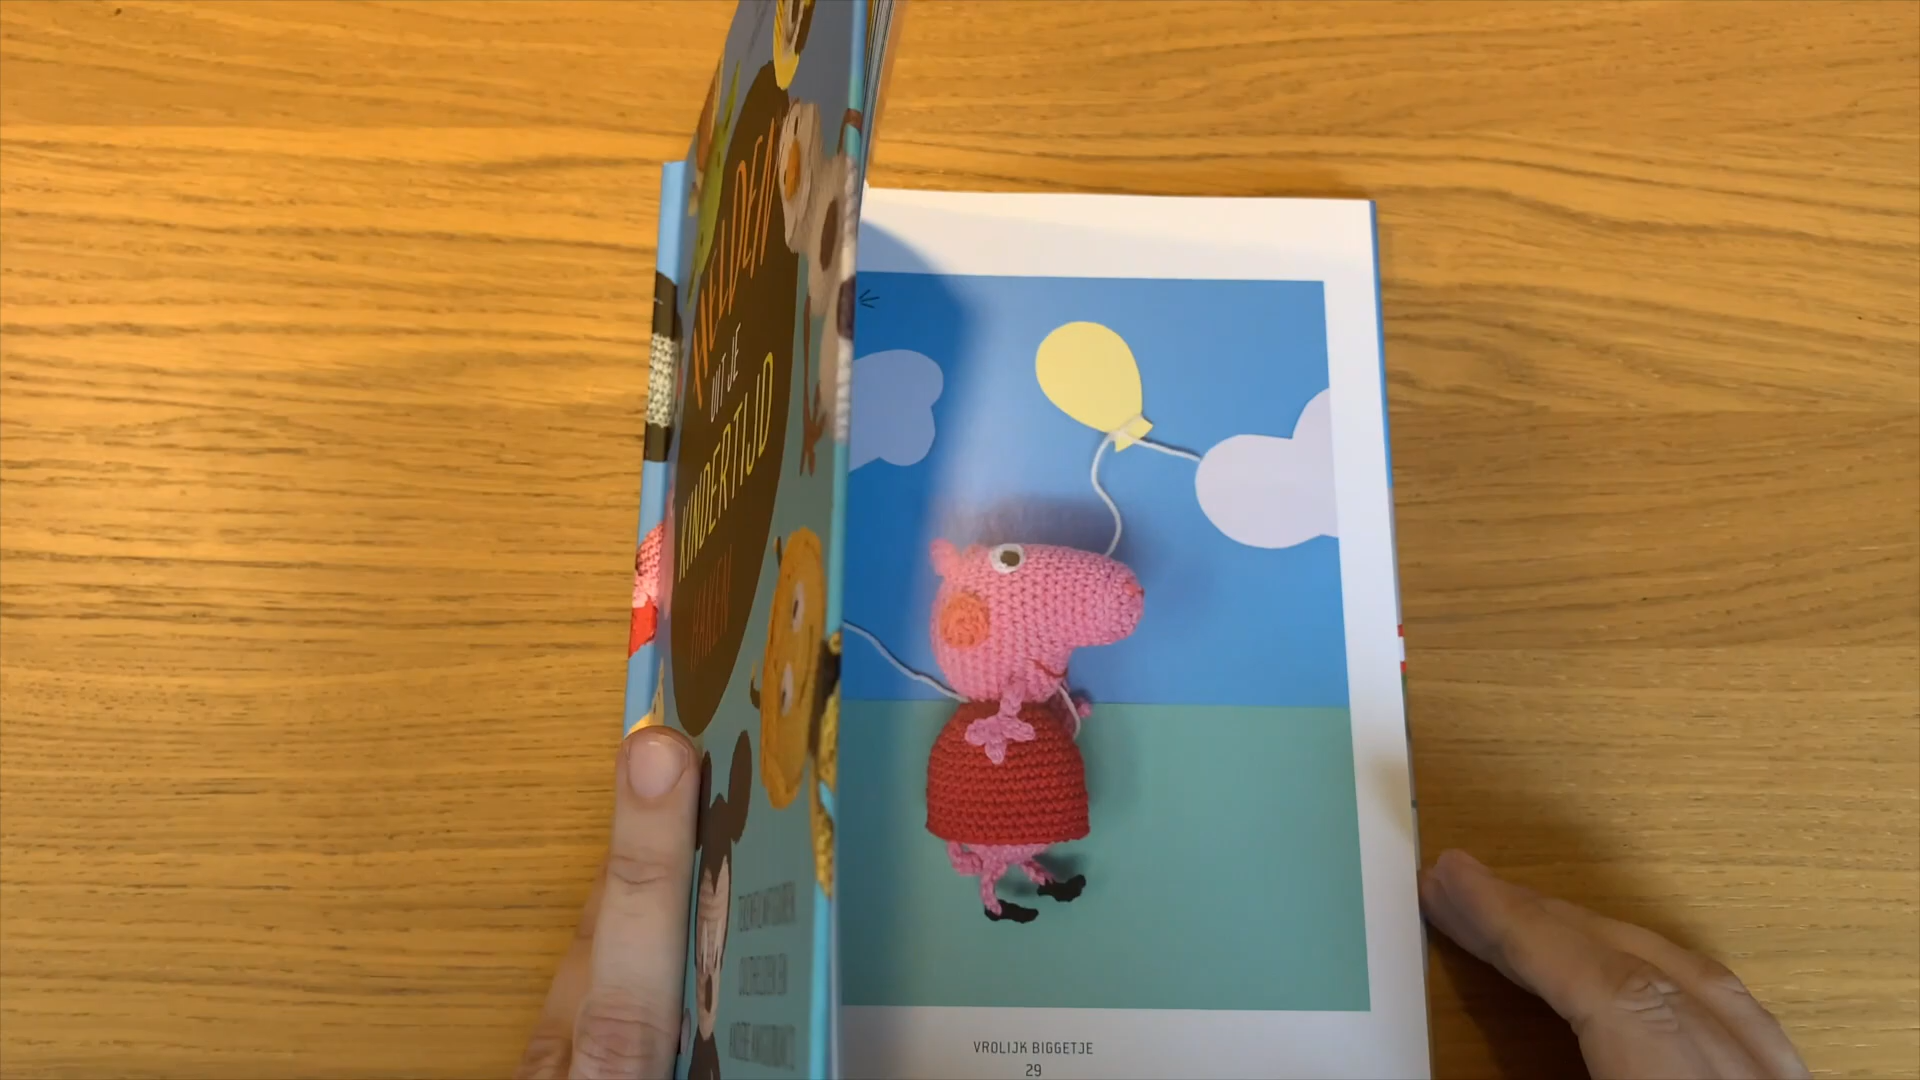 HELDEN
UIT JE
KINDERTIJD
HAKEN
VROLIJK BIGGETJE
29